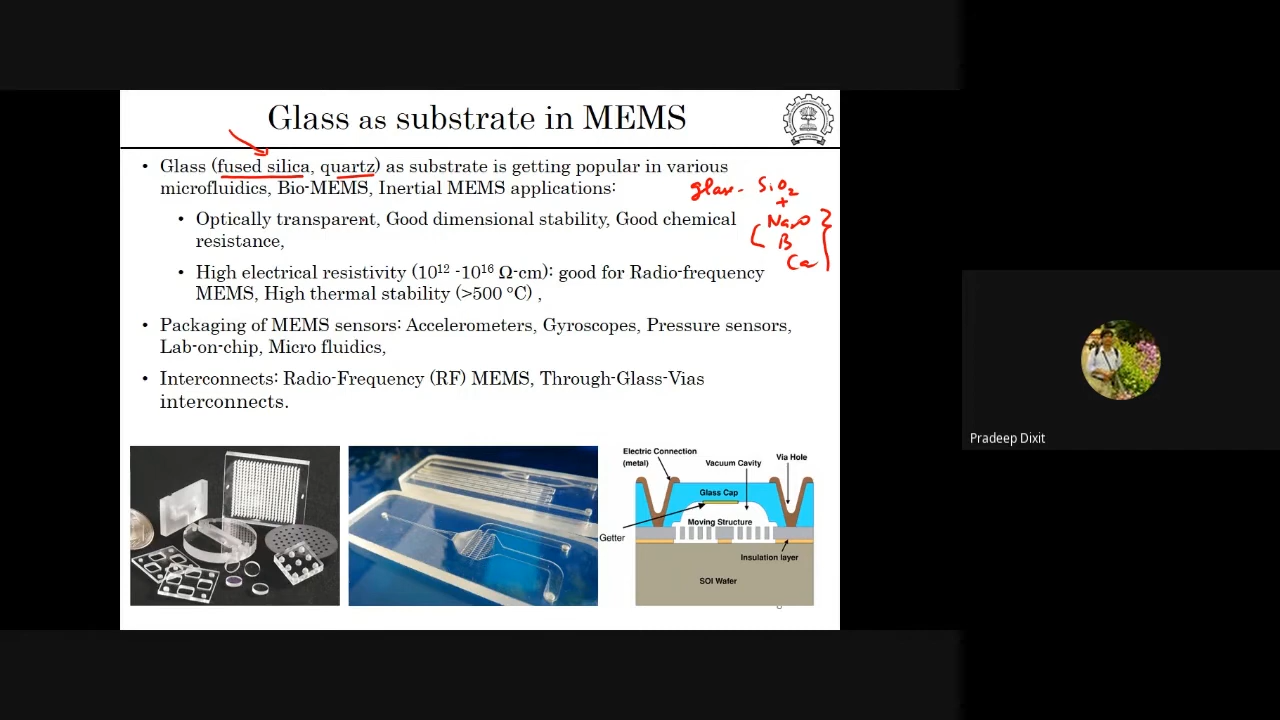 Glass as substrate in MEMS
• Glass (fused silica, quartz) as substrate is getting popular in various
microfluidics, Bio-MEMS, Inertial MEMS applications:
glass - SiO₂
+
Na₂O
B
Ca
• Optically transparent, Good dimensional stability, Good chemical
resistance,
• High electrical resistivity (10¹² -10¹⁶ Ω-cm): good for Radio-frequency
MEMS, High thermal stability (>500 °C) ,
• Packaging of MEMS sensors: Accelerometers, Gyroscopes, Pressure sensors,
Lab-on-chip, Micro fluidics,
• Interconnects: Radio-Frequency (RF) MEMS, Through-Glass-Vias
interconnects.
Electric Connection
(metal)
Vacuum Cavity
Via Hole
Glass Cap
Moving Structure
Getter
Insulation layer
SOI Wafer
Pradeep Dixit